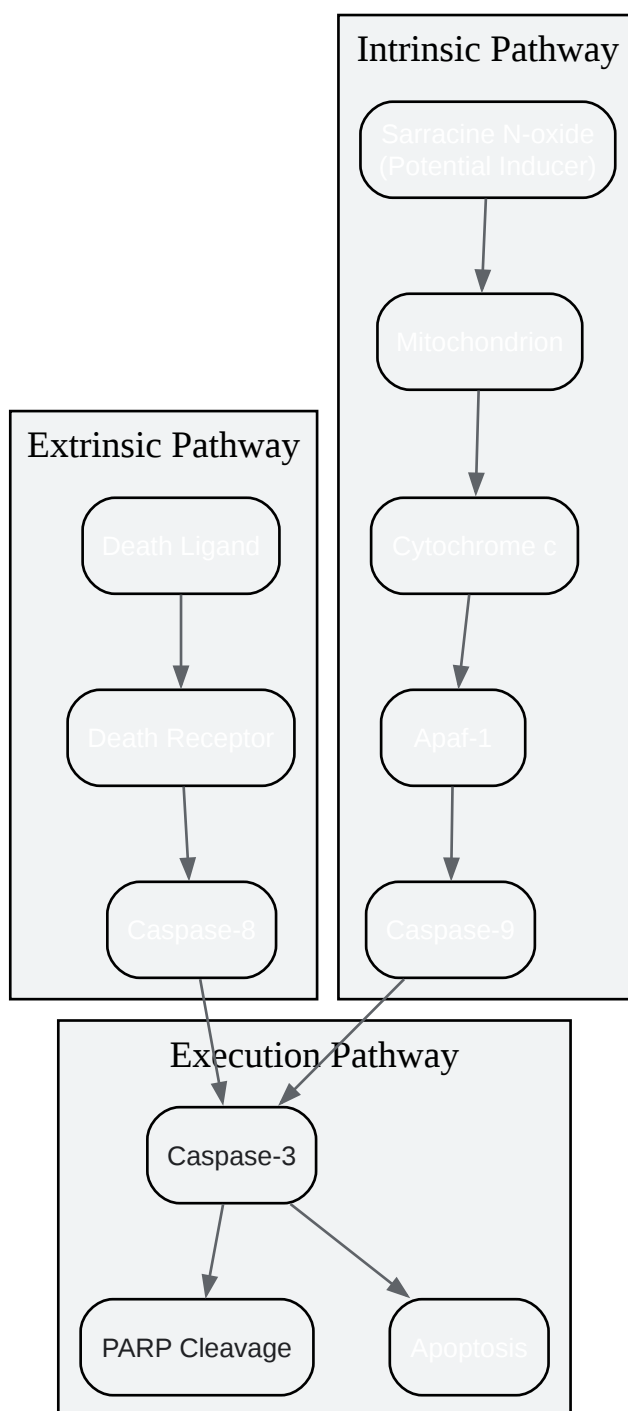 Intrinsic Pathway
Sarracine N-oxide
(Potential Inducer)
Mitochondrion
Cytochrome c
Apaf-1
Caspase-9
Extrinsic Pathway
Death Ligand
Death Receptor
Caspase-8
Execution Pathway
Caspase-3
PARP Cleavage
Apoptosis